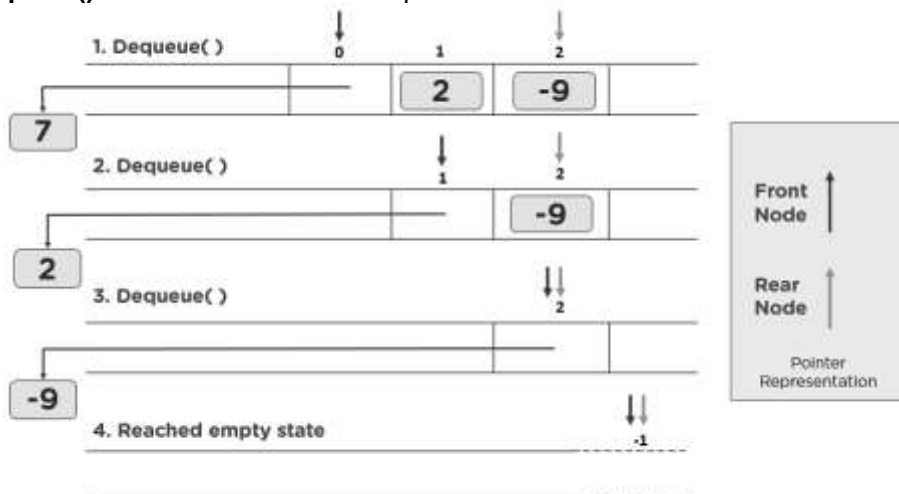 1. Dequeue( )
0 1 2
2 -9
7
2. Dequeue( )
1 2
-9
2
3. Dequeue( )
2
-9
4. Reached empty state
-1
Front
Node
Rear
Node
Pointer
Representation